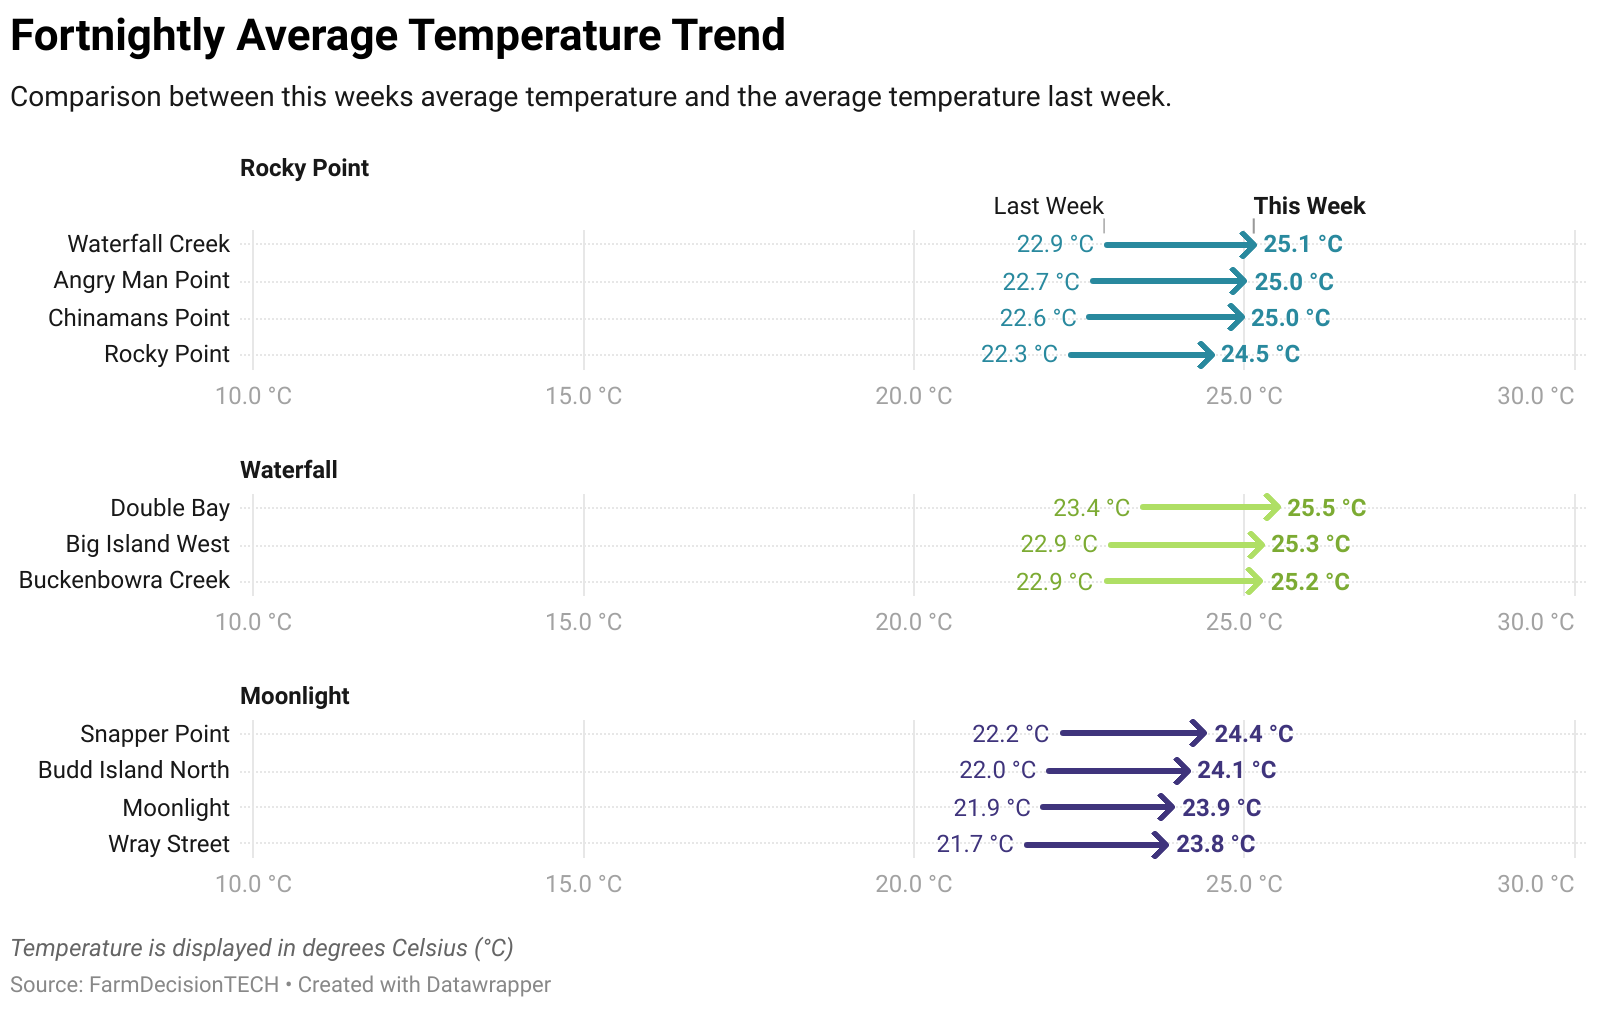 Fortnightly Average Temperature Trend
Comparison between this weeks average temperature and the average temperature last week.
Rocky Point
Last Week This Week
Waterfall Creek 22.9 °C 25.1 °C
Angry Man Point 22.7 °C 25.0 °C
Chinamans Point 22.6 °C 25.0 °C
Rocky Point 22.3 °C 24.5 °C
10.0 °C 15.0 °C 20.0 °C 25.0 °C 30.0 °C
Waterfall
Double Bay 23.4 °C 25.5 °C
Big Island West 22.9 °C 25.3 °C
Buckenbowra Creek 22.9 °C 25.2 °C
10.0 °C 15.0 °C 20.0 °C 25.0 °C 30.0 °C
Moonlight
Snapper Point 22.2 °C 24.4 °C
Budd Island North 22.0 °C 24.1 °C
Moonlight 21.9 °C 23.9 °C
Wray Street 21.7 °C 23.8 °C
10.0 °C 15.0 °C 20.0 °C 25.0 °C 30.0 °C
Temperature is displayed in degrees Celsius (°C)
Source: FarmDecisionTECH • Created with Datawrapper